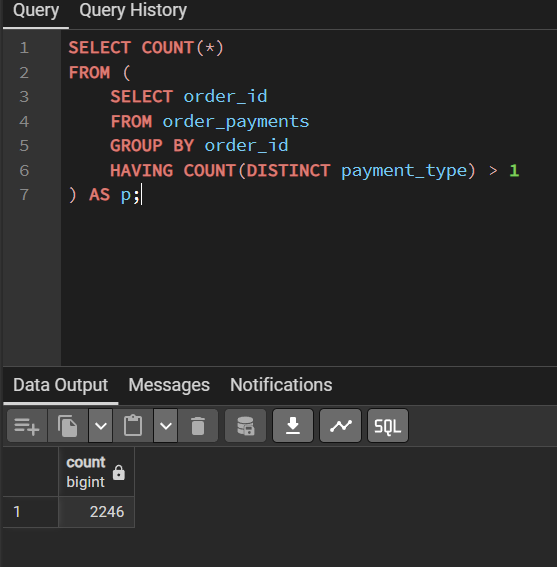 Query Query History
1 SELECT COUNT(*)
2 FROM (
3 SELECT order_id
4 FROM order_payments
5 GROUP BY order_id
6 HAVING COUNT(DISTINCT payment_type) > 1
7 ) AS p;
Data Output Messages Notifications
SQL
count
bigint
1 2246